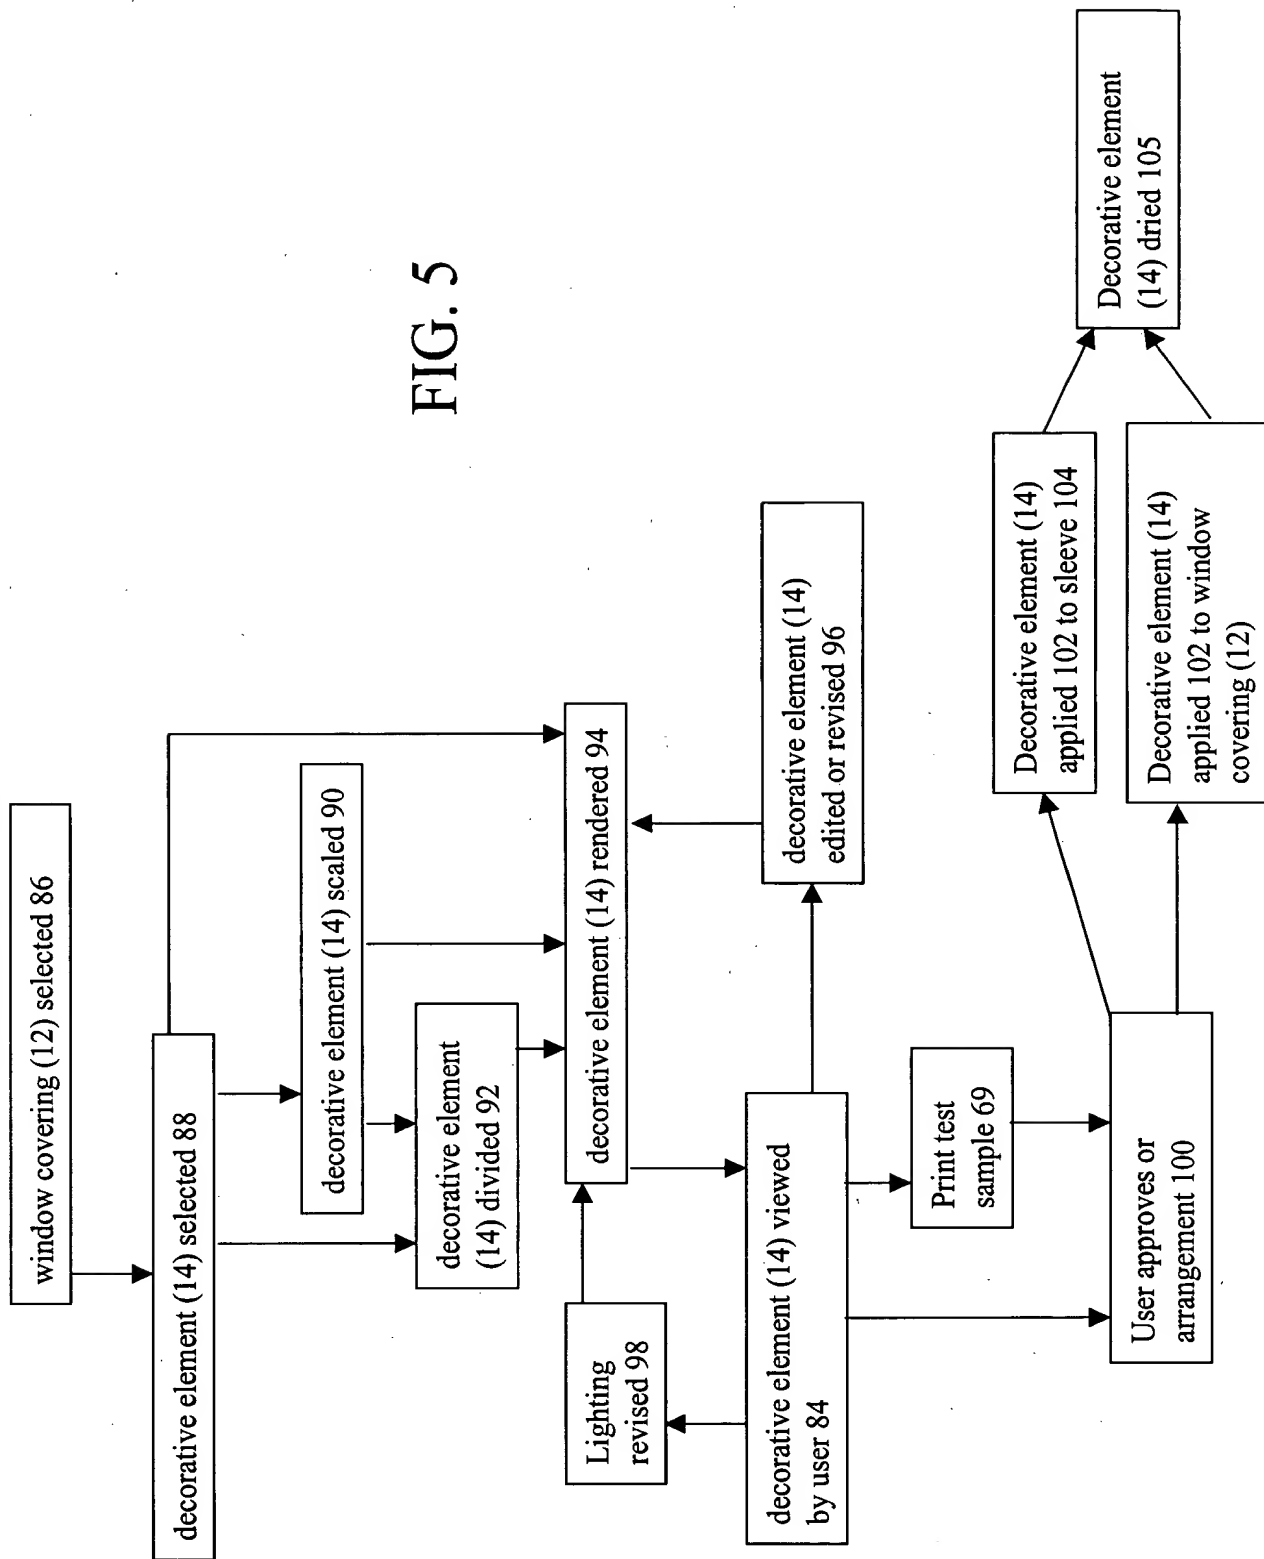 window covering (12) selected 86
decorative element (14) selected 88
decorative element (14) scaled 90
decorative element
(14) divided 92
decorative element (14) rendered 94
Lighting
revised 98
decorative element (14) viewed
by user 84
decorative element (14)
edited or revised 96
Print test
sample 69
User approves or
arrangement 100
Decorative element (14)
applied 102 to sleeve 104
Decorative element (14)
applied 102 to window
covering (12)
Decorative element
(14) dried 105
FIG. 5